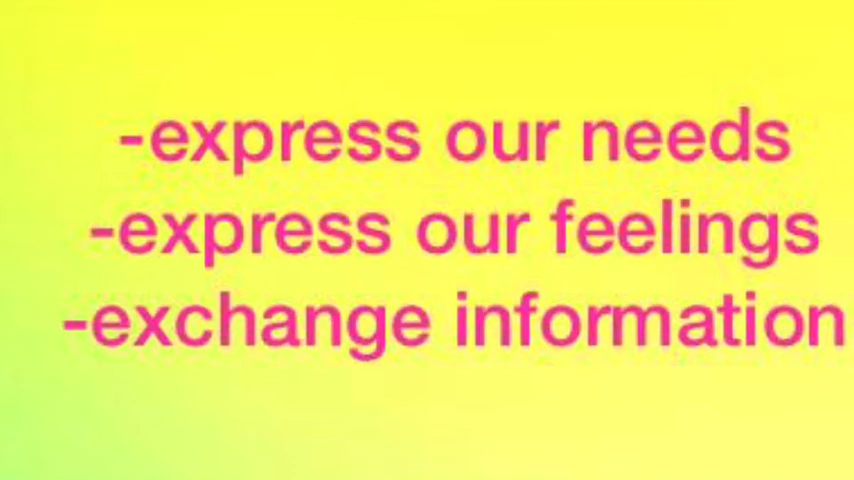 -express our needs
-express our feelings
-exchange information